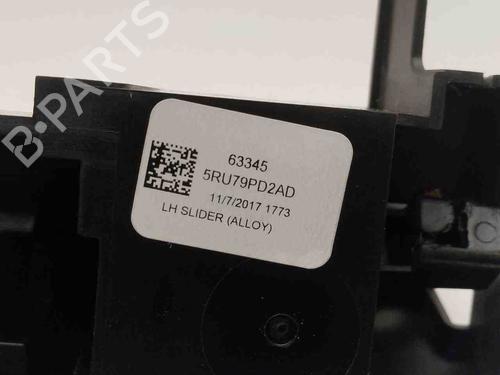 B-PARTS
63345
5RU79PD2AD
11/7/2017 1773
LH SLIDER (ALLOY)
C